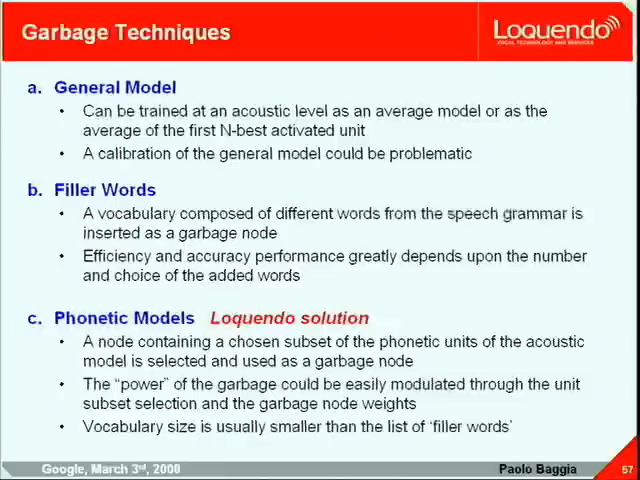 Garbage Techniques
Loquendo
VOCAL TECHNOLOGY AND SERVICES
a. General Model
• Can be trained at an acoustic level as an average model or as the
average of the first N-best activated unit
• A calibration of the general model could be problematic
b. Filler Words
• A vocabulary composed of different words from the speech grammar is
inserted as a garbage node
• Efficiency and accuracy performance greatly depends upon the number
and choice of the added words
c. Phonetic Models Loquendo solution
• A node containing a chosen subset of the phonetic units of the acoustic
model is selected and used as a garbage node
• The “power” of the garbage could be easily modulated through the unit
subset selection and the garbage node weights
• Vocabulary size is usually smaller than the list of ‘filler words’
Google, March 3rd, 2008
Paolo Baggia
57